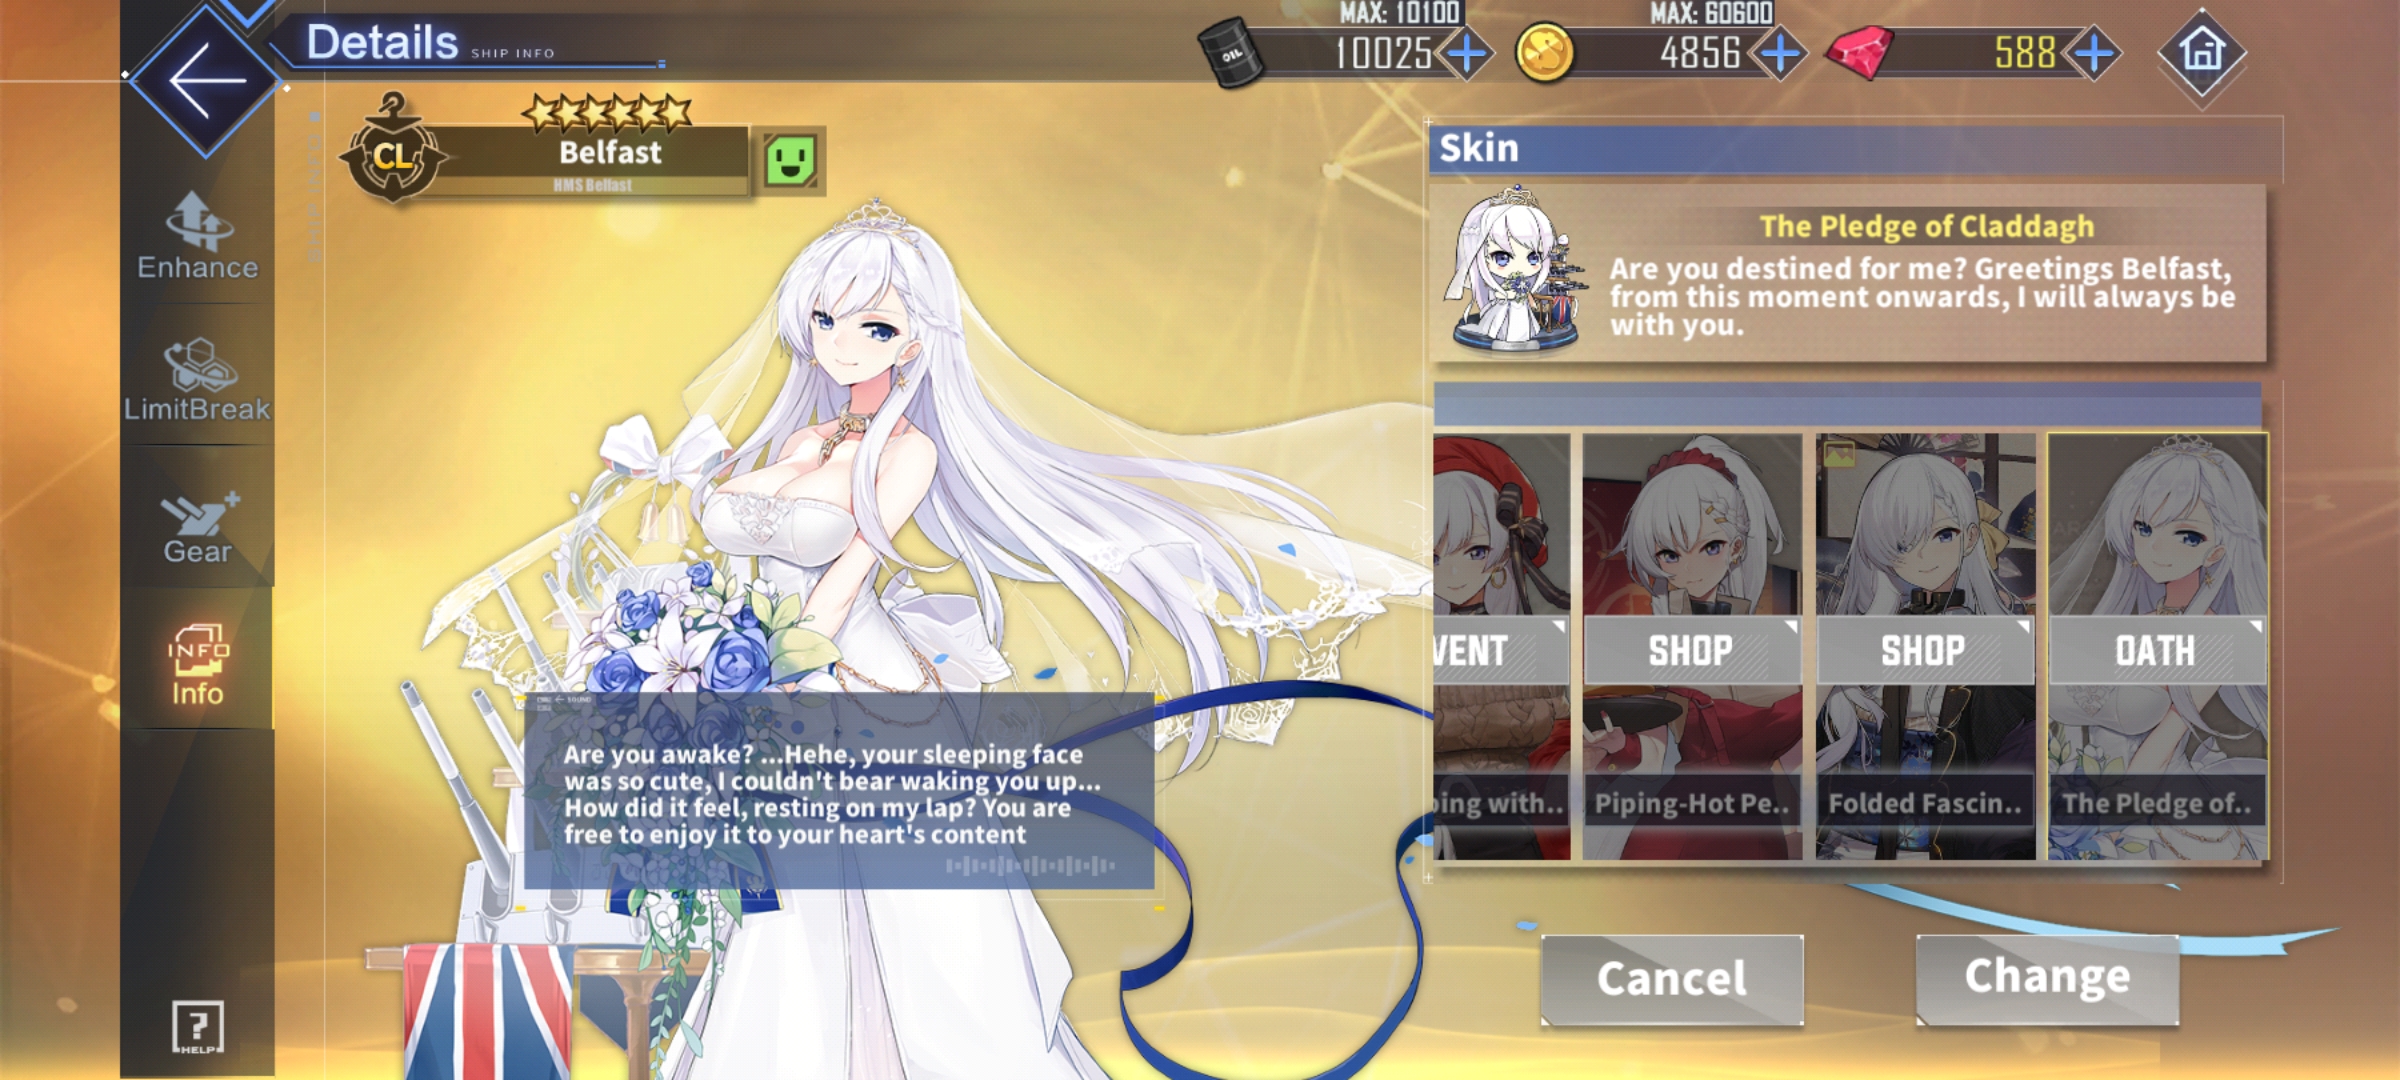 Details SHIP INFO
MAX: 10100
10025
OIL
MAX: 60600
4856
588
CL
Belfast
HMS Belfast
Enhance
LimitBreak
Gear
INFO
Info
?
HELP
Are you awake? ...Hehe, your sleeping face
was so cute, I couldn't bear waking you up...
How did it feel, resting on my lap? You are
free to enjoy it to your heart's content
SOUND
Skin
The Pledge of Claddagh
Are you destined for me? Greetings Belfast,
from this moment onwards, I will always be
with you.
VENT
SHOP
SHOP
OATH
ing with..
Piping-Hot Pe..
Folded Fascin..
The Pledge of..
Cancel
Change